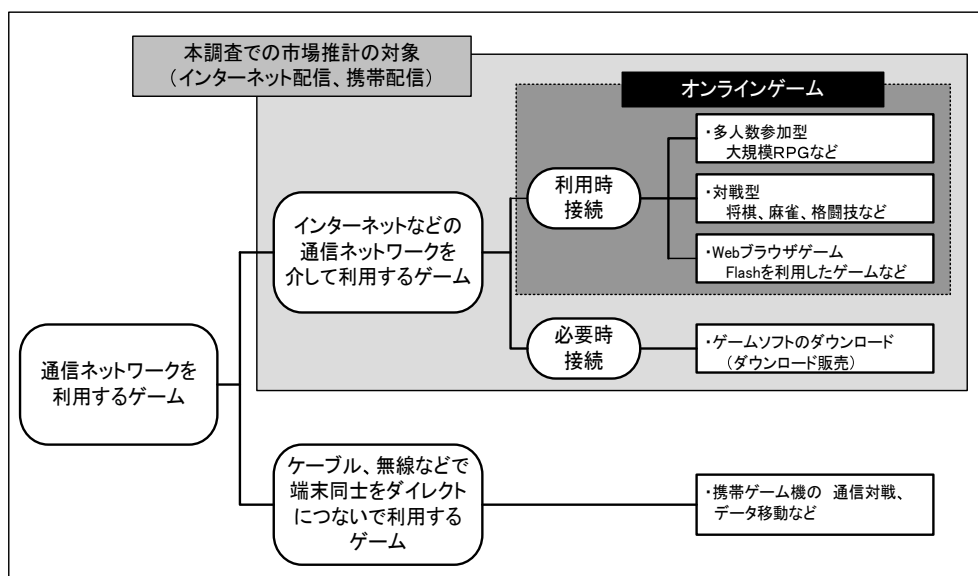 本調査での市場推計の対象
(インターネット配信、携帯配信)
オンラインゲーム
・多人数参加型
大規模RPGなど
利用時
接続
・対戦型
将棋、麻雀、格闘技など
インターネットなどの
通信ネットワークを
介して利用するゲーム
・Webブラウザゲーム
Flashを利用したゲームなど
必要時
接続
・ゲームソフトのダウンロード
(ダウンロード販売)
通信ネットワークを
利用するゲーム
ケーブル、無線などで
端末同士をダイレクト
につないで利用する
ゲーム
・携帯ゲーム機の 通信対戦、
データ移動など